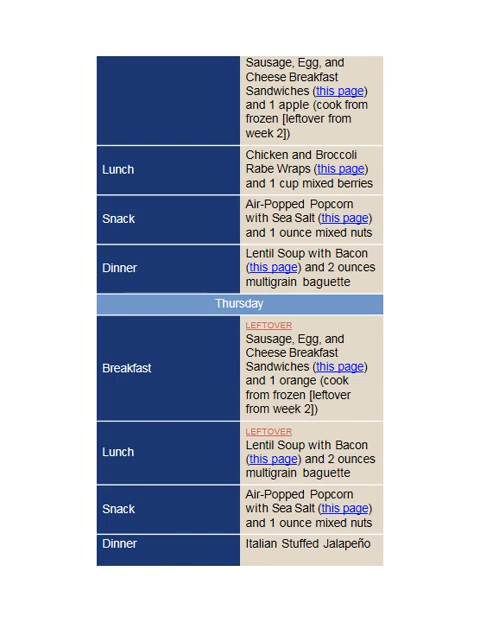 Sausage, Egg, and
Cheese Breakfast
Sandwiches (this page)
and 1 apple (cook from
frozen [leftover from
week 2])
Lunch
Chicken and Broccoli
Rabe Wraps (this page)
and 1 cup mixed berries
Snack
Air-Popped Popcorn
with Sea Salt (this page)
and 1 ounce mixed nuts
Dinner
Lentil Soup with Bacon
(this page) and 2 ounces
multigrain baguette
Thursday
Breakfast
LEFTOVER
Sausage, Egg, and
Cheese Breakfast
Sandwiches (this page)
and 1 orange (cook
from frozen [leftover
from week 2])
Lunch
LEFTOVER
Lentil Soup with Bacon
(this page) and 2 ounces
multigrain baguette
Snack
Air-Popped Popcorn
with Sea Salt (this page)
and 1 ounce mixed nuts
Dinner
Italian Stuffed Jalapeño